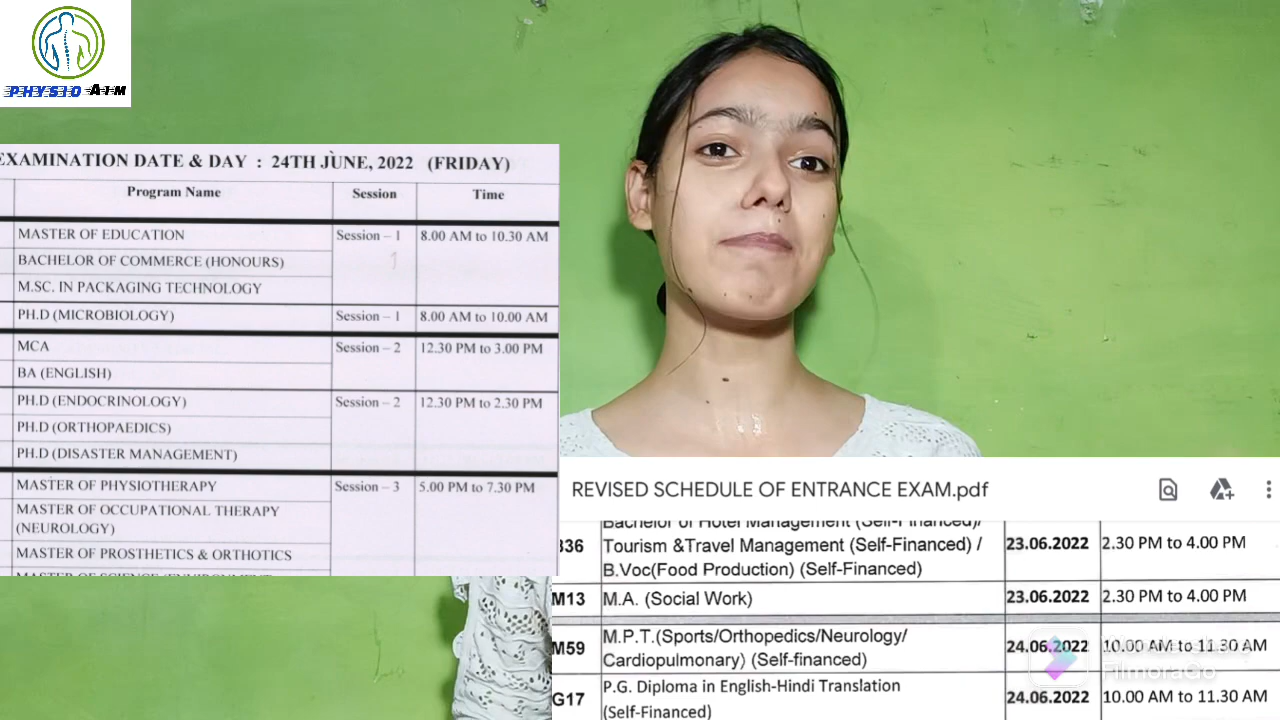 PHYSIO AIM
EXAMINATION DATE & DAY : 24TH JUNE, 2022 (FRIDAY)
Program Name Session Time
MASTER OF EDUCATION Session – 1 8.00 AM to 10.30 AM
BACHELOR OF COMMERCE (HONOURS)
M.SC. IN PACKAGING TECHNOLOGY
PH.D (MICROBIOLOGY) Session – 1 8.00 AM to 10.00 AM
MCA Session – 2 12.30 PM to 3.00 PM
BA (ENGLISH)
PH.D (ENDOCRINOLOGY) Session – 2 12.30 PM to 2.30 PM
PH.D (ORTHOPAEDICS)
PH.D (DISASTER MANAGEMENT)
MASTER OF PHYSIOTHERAPY Session – 3 5.00 PM to 7.30 PM
MASTER OF OCCUPATIONAL THERAPY
(NEUROLOGY)
MASTER OF PROSTHETICS & ORTHOTICS
REVISED SCHEDULE OF ENTRANCE EXAM.pdf
Bachelor of Hotel Management (Self-Financed)/
336 Tourism &Travel Management (Self-Financed) / 23.06.2022 2.30 PM to 4.00 PM
B.Voc(Food Production) (Self-Financed)
M13 M.A. (Social Work) 23.06.2022 2.30 PM to 4.00 PM
M59 M.P.T.(Sports/Orthopedics/Neurology/ 24.06.2022 10.00 AM to 11.30 AM
Cardiopulmonary) (Self-financed)
FilmoraGo
G17 P.G. Diploma in English-Hindi Translation 24.06.2022 10.00 AM to 11.30 AM
(Self-Financed)